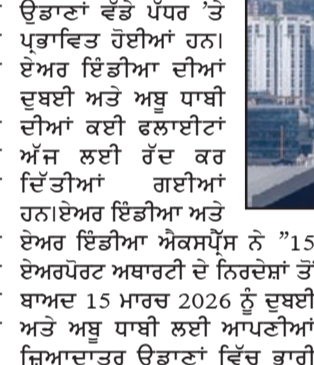 ਉਡਾਣਾਂ ਵੱਡੇ ਪੱਧਰ ’ਤੇ
ਪ੍ਰਭਾਵਿਤ ਹੋਈਆਂ ਹਨ।
ਏਅਰ ਇੰਡੀਆ ਦੀਆਂ
ਦੁਬਈ ਅਤੇ ਅਬੂ ਧਾਬੀ
ਦੀਆਂ ਕਈ ਫਲਾਈਟਾਂ
ਅੱਜ ਲਈ ਰੱਦ ਕਰ
ਦਿੱਤੀਆਂ ਗਈਆਂ
ਹਨ।ਏਅਰ ਇੰਡੀਆ ਅਤੇ
ਏਅਰ ਇੰਡੀਆ ਐਕਸਪ੍ਰੈੱਸ ਨੇ ”15
ਏਅਰਪੋਰਟ ਅਥਾਰਟੀ ਦੇ ਨਿਰਦੇਸ਼ਾਂ ਤੋਂ
ਬਾਅਦ 15 ਮਾਰਚ 2026 ਨੂੰ ਦੁਬਈ
ਅਤੇ ਅਬੂ ਧਾਬੀ ਲਈ ਆਪਣੀਆਂ
ਜ਼ਿਆਦਾਤਰ ਉਡਾਣਾਂ ਵਿੱਚ ਭਾਰੀ